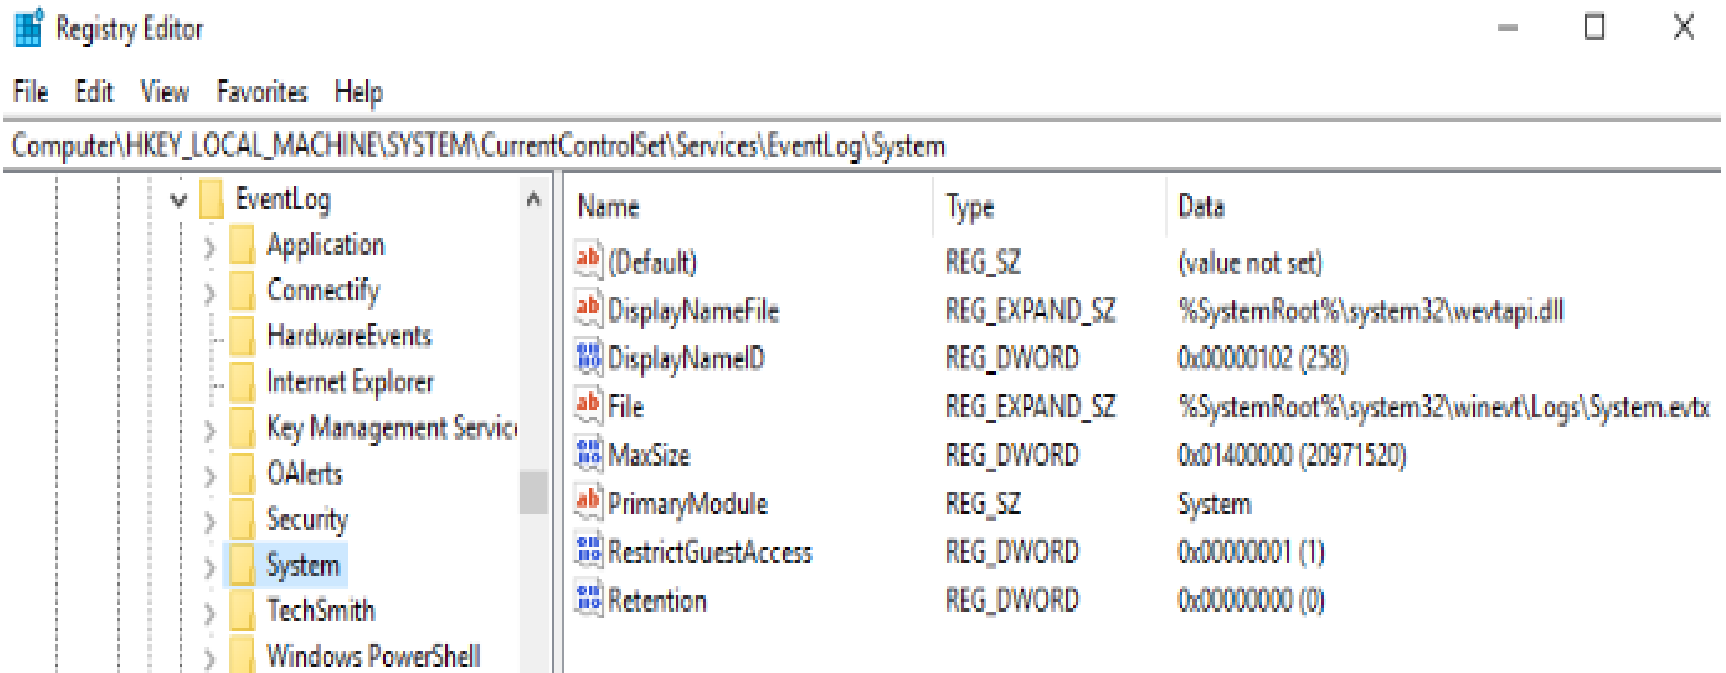 Registry Editor
File Edit View Favorites Help
Computer\HKEY_LOCAL_MACHINE\SYSTEM\CurrentControlSet\Services\EventLog\System
EventLog
Application
Connectify
HardwareEvents
Internet Explorer
Key Management Servic
OAlerts
Security
System
TechSmith
Windows PowerShell
Name Type Data
(Default) REG_SZ (value not set)
DisplayNameFile REG_EXPAND_SZ %SystemRoot%\system32\wevtapi.dll
DisplayNameID REG_DWORD 0x00000102 (258)
File REG_EXPAND_SZ %SystemRoot%\system32\winevt\Logs\System.evtx
MaxSize REG_DWORD 0x01400000 (20971520)
PrimaryModule REG_SZ System
RestrictGuestAccess REG_DWORD 0x00000001 (1)
Retention REG_DWORD 0x00000000 (0)